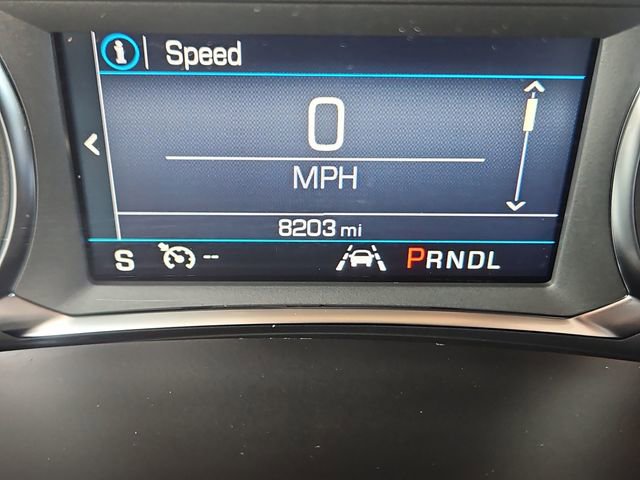 i Speed
0
MPH
8203 mi
S -- PRNDL